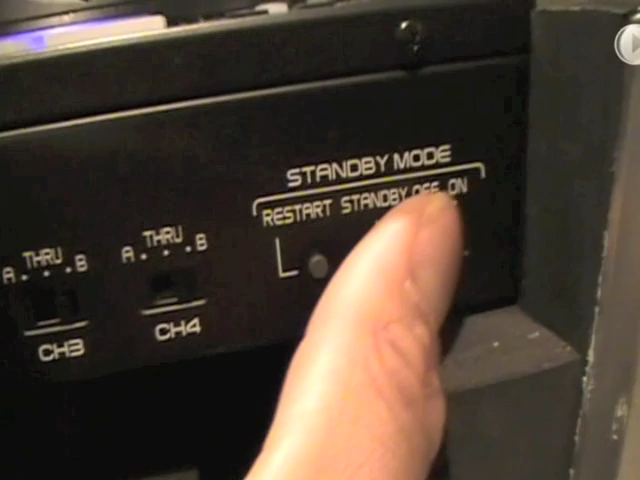 STANDBY MODE
RESTART STANDBY OFF ON
THRU THRU
A B A B
CH3 CH4